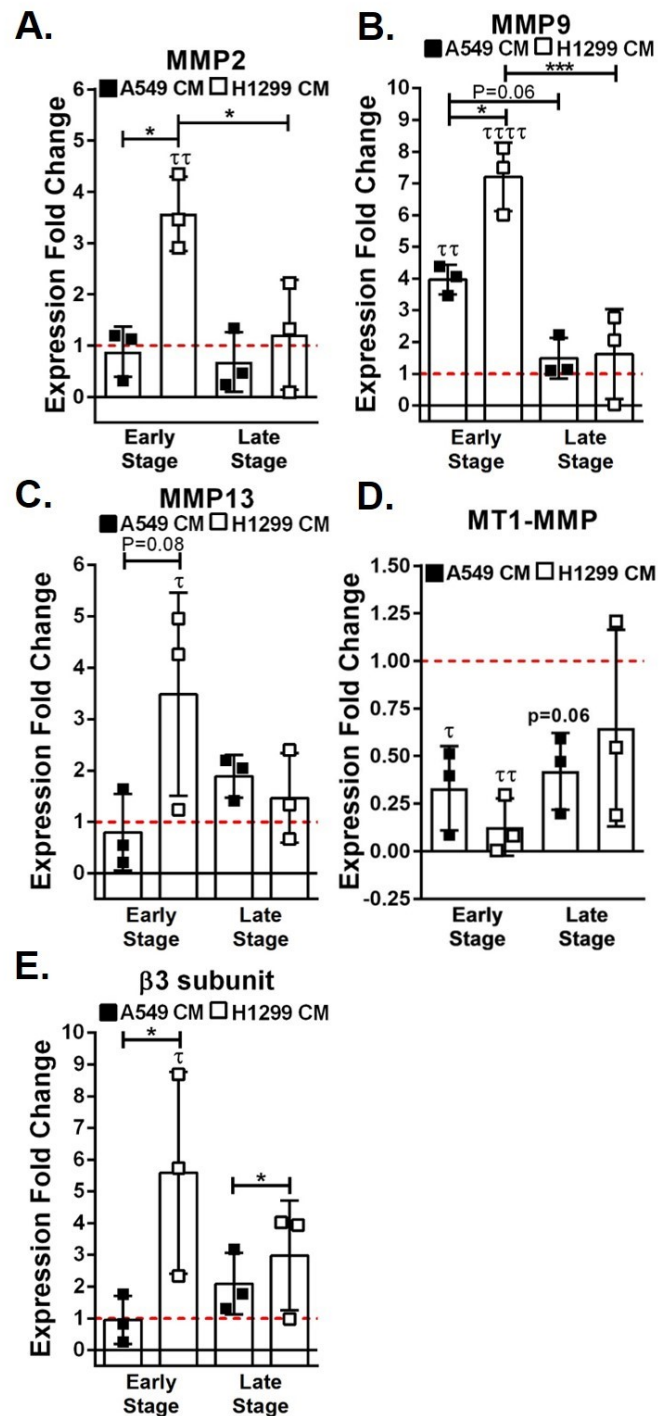 A.
MMP2
A549 CM H1299 CM
Expression Fold Change
6
5
4
3
2
1
0
*
*
ττ
Early Stage
Late Stage
B.
MMP9
A549 CM H1299 CM
Expression Fold Change
10
9
8
7
6
5
4
3
2
1
0
***
P=0.06
*
ττττ
ττ
Early Stage
Late Stage
C.
MMP13
A549 CM H1299 CM
P=0.08
Expression Fold Change
6
5
4
3
2
1
0
τ
Early Stage
Late Stage
D.
MT1-MMP
A549 CM H1299 CM
Expression Fold Change
1.50
1.25
1.00
0.75
0.50
0.25
0.00
-0.25
τ
ττ
p=0.06
Early Stage
Late Stage
E.
β3 subunit
A549 CM H1299 CM
Expression Fold Change
10
9
8
7
6
5
4
3
2
1
0
*
τ
*
Early Stage
Late Stage